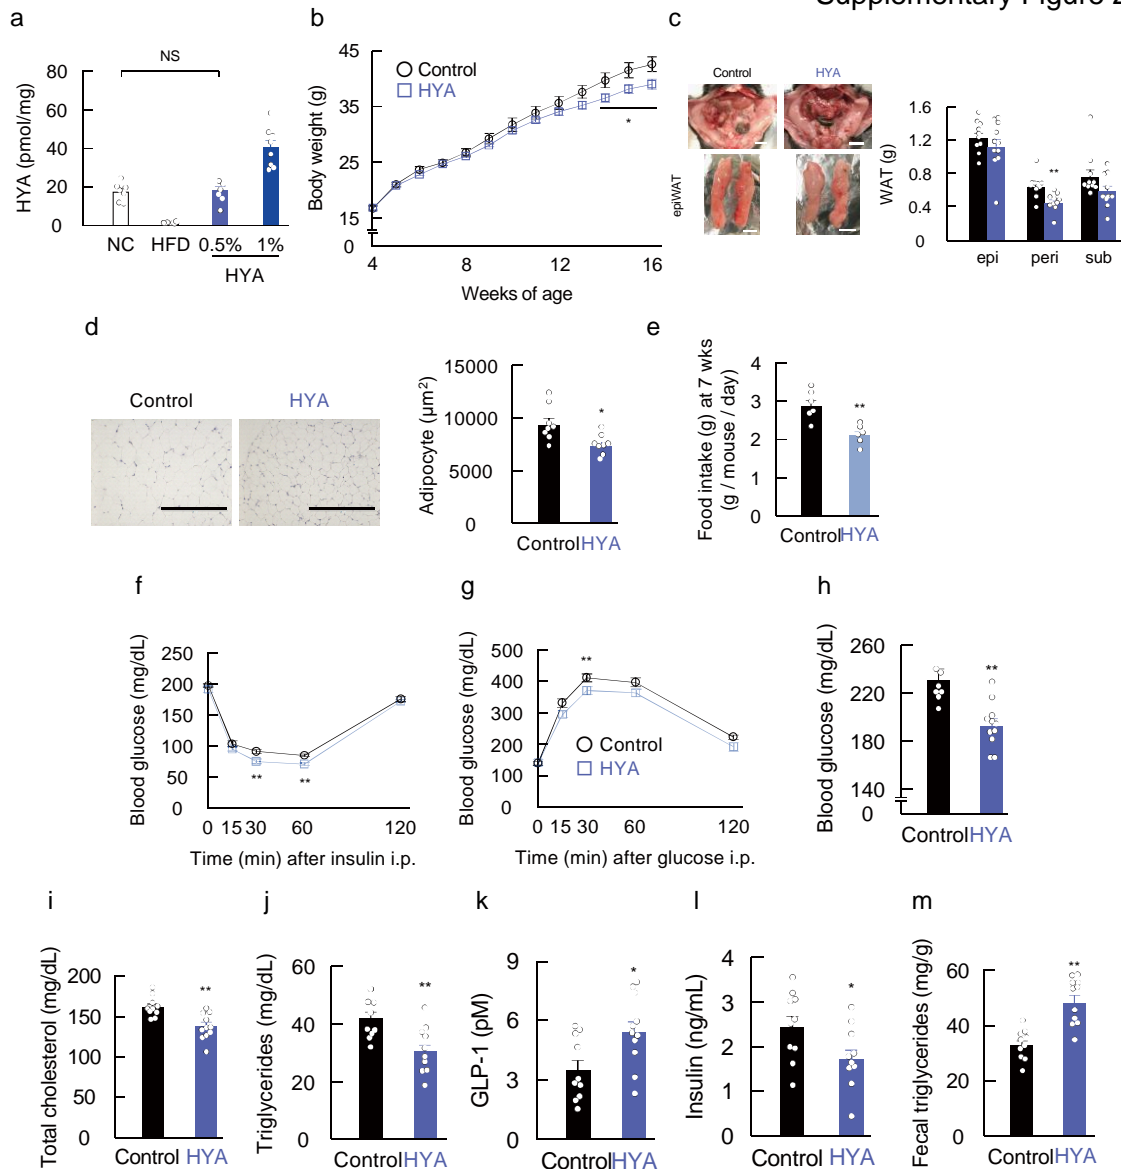 Supplementary Figure 2
a
HYA (pmol/mg)
80
60
40
20
0
NS
NC HFD 0.5% 1%
HYA
b
Body weight (g)
45
35
25
15
0
Control
HYA
*
4 8 12 16
Weeks of age
c
Control HYA
epiWAT
WAT (g)
1.6
1.2
0.8
0.4
0
**
epi peri sub
d
Control HYA
Adipocyte (µm²)
15000
10000
5000
0
*
Control HYA
e
Food intake (g) at 7 wks
(g / mouse / day)
4
3
2
1
0
**
Control HYA
f
Blood glucose (mg/dL)
250
200
150
100
50
0
** **
0 15 30 60 120
Time (min) after insulin i.p.
g
Blood glucose (mg/dL)
500
400
300
200
100
0
**
Control
HYA
0 15 30 60 120
Time (min) after glucose i.p.
h
Blood glucose (mg/dL)
260
220
180
140
0
**
Control HYA
i
Total cholesterol (mg/dL)
200
150
100
50
0
**
Control HYA
j
Triglycerides (mg/dL)
60
40
20
0
**
Control HYA
k
GLP-1 (pM)
9
6
3
0
*
Control HYA
l
Insulin (ng/mL)
4
3
2
1
0
*
Control HYA
m
Fecal triglycerides (mg/g)
60
40
20
0
**
Control HYA